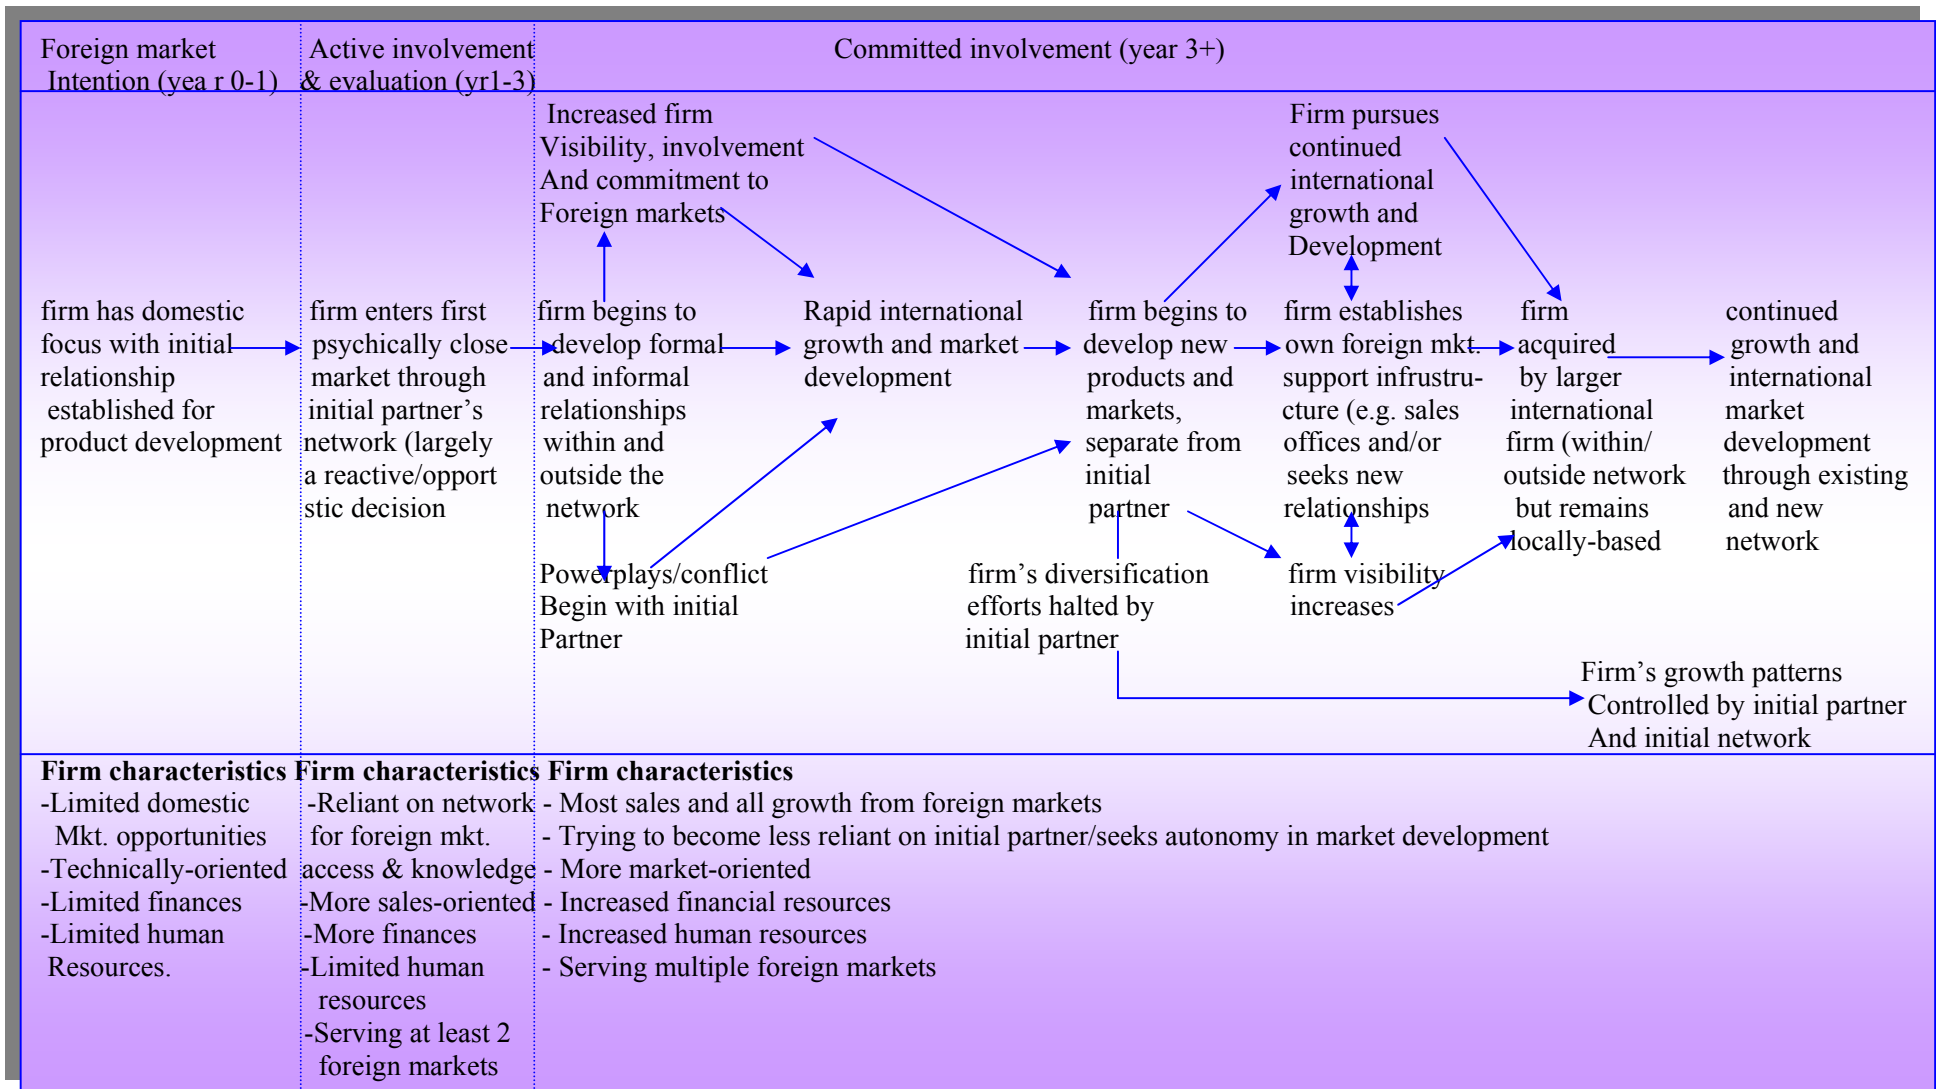 Foreign market
Intention (yea r 0-1)
Active involvement
& evaluation (yr1-3)
Committed involvement (year 3+)
Increased firm
Visibility, involvement
And commitment to
Foreign markets
Firm pursues
continued
international
growth and
Development
firm has domestic
focus with initial
relationship
established for
product development
firm enters first
psychically close
market through
initial partner’s
network (largely
a reactive/opport
stic decision
firm begins to
develop formal
and informal
relationships
within and
outside the
network
Rapid international
growth and market
development
firm begins to
develop new
products and
markets,
separate from
initial
partner
firm establishes
own foreign mkt.
support infrustru-
cture (e.g. sales
offices and/or
seeks new
relationships
firm
acquired
by larger
international
firm (within/
outside network
but remains
locally-based
continued
growth and
international
market
development
through existing
and new
network
Powerplays/conflict
Begin with initial
Partner
firm’s diversification
efforts halted by
initial partner
firm visibility
increases
Firm’s growth patterns
Controlled by initial partner
And initial network
Firm characteristics
-Limited domestic
Mkt. opportunities
-Technically-oriented
-Limited finances
-Limited human
Resources.
Firm characteristics
-Reliant on network
for foreign mkt.
access & knowledge
-More sales-oriented
-More finances
-Limited human
resources
-Serving at least 2
foreign markets
Firm characteristics
- Most sales and all growth from foreign markets
- Trying to become less reliant on initial partner/seeks autonomy in market development
- More market-oriented
- Increased financial resources
- Increased human resources
- Serving multiple foreign markets